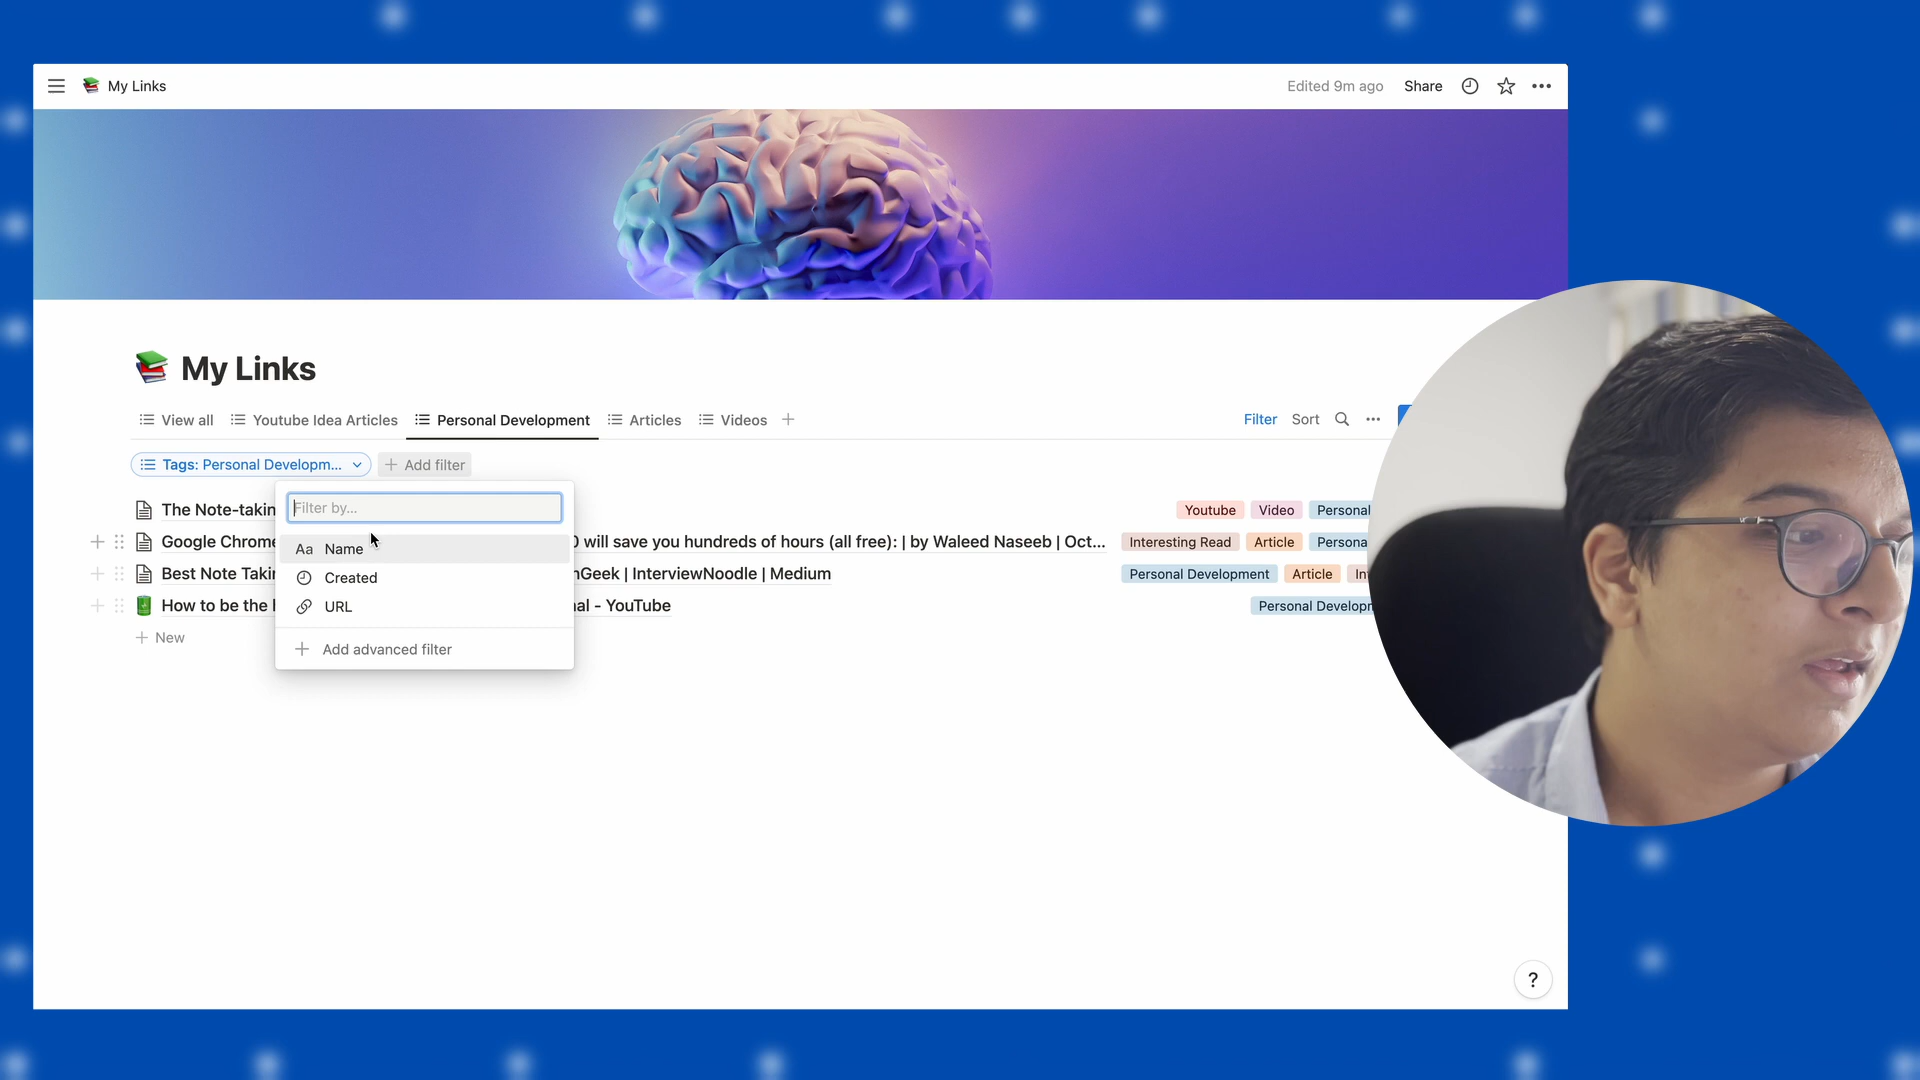 My Links
Edited 9m ago
Share
My Links
View all
Youtube Idea Articles
Personal Development
Articles
Videos
Filter
Sort
Tags: Personal Developm...
Add filter
Filter by...
Aa Name
Created
URL
Add advanced filter
The Note-takin
Youtube Video Personal
Google Chrome 0 will save you hundreds of hours (all free): | by Waleed Naseeb | Oct...
Interesting Read Article Persona
Best Note Takin nGeek | InterviewNoodle | Medium
Personal Development Article In
How to be the al - YouTube
Personal Develop
New
?